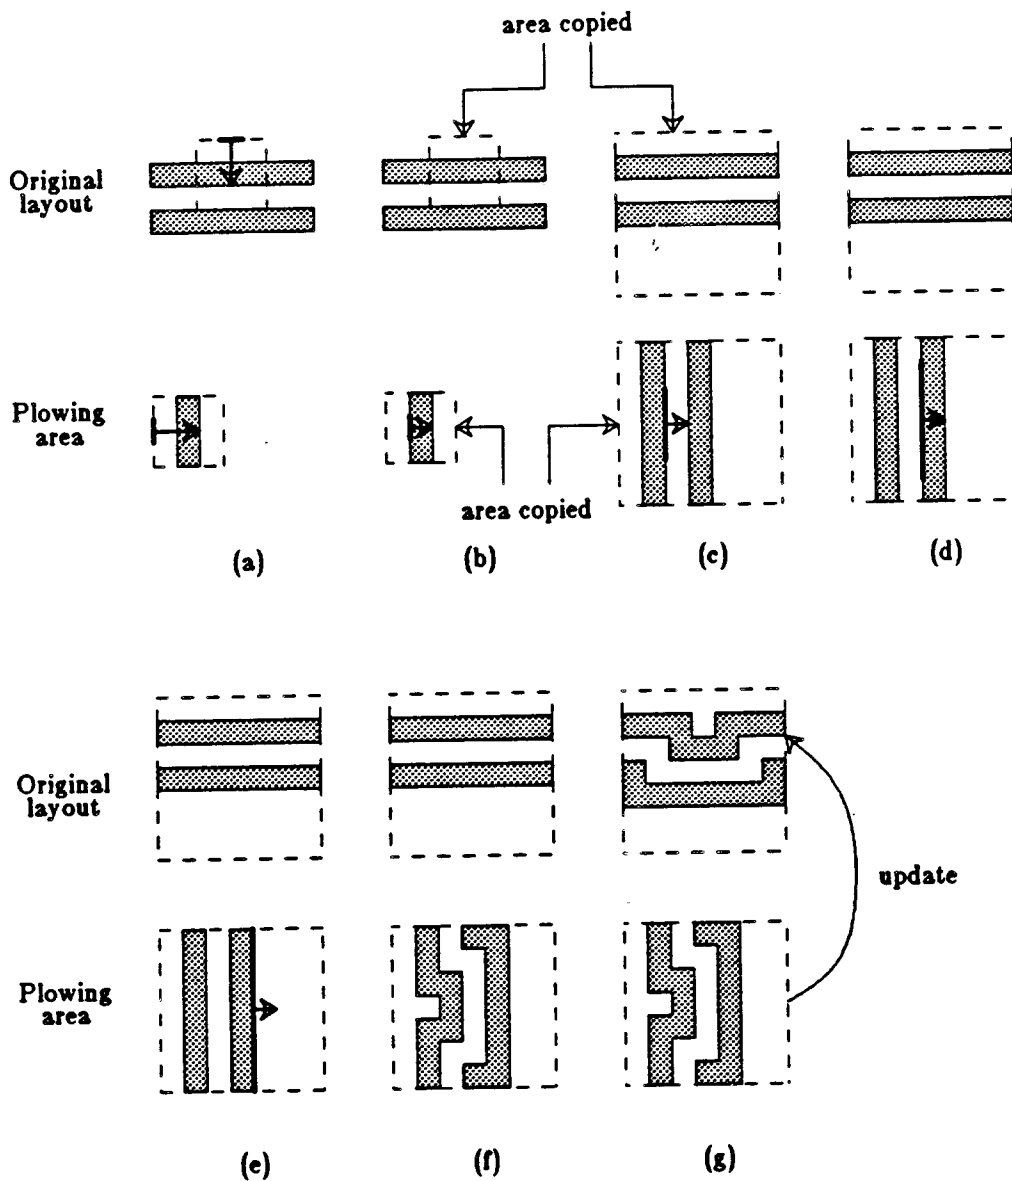 area copied
Original
layout
Plowing
area
area copied
(a)
(b)
(c)
(d)
Original
layout
update
Plowing
area
(e)
(f)
(g)